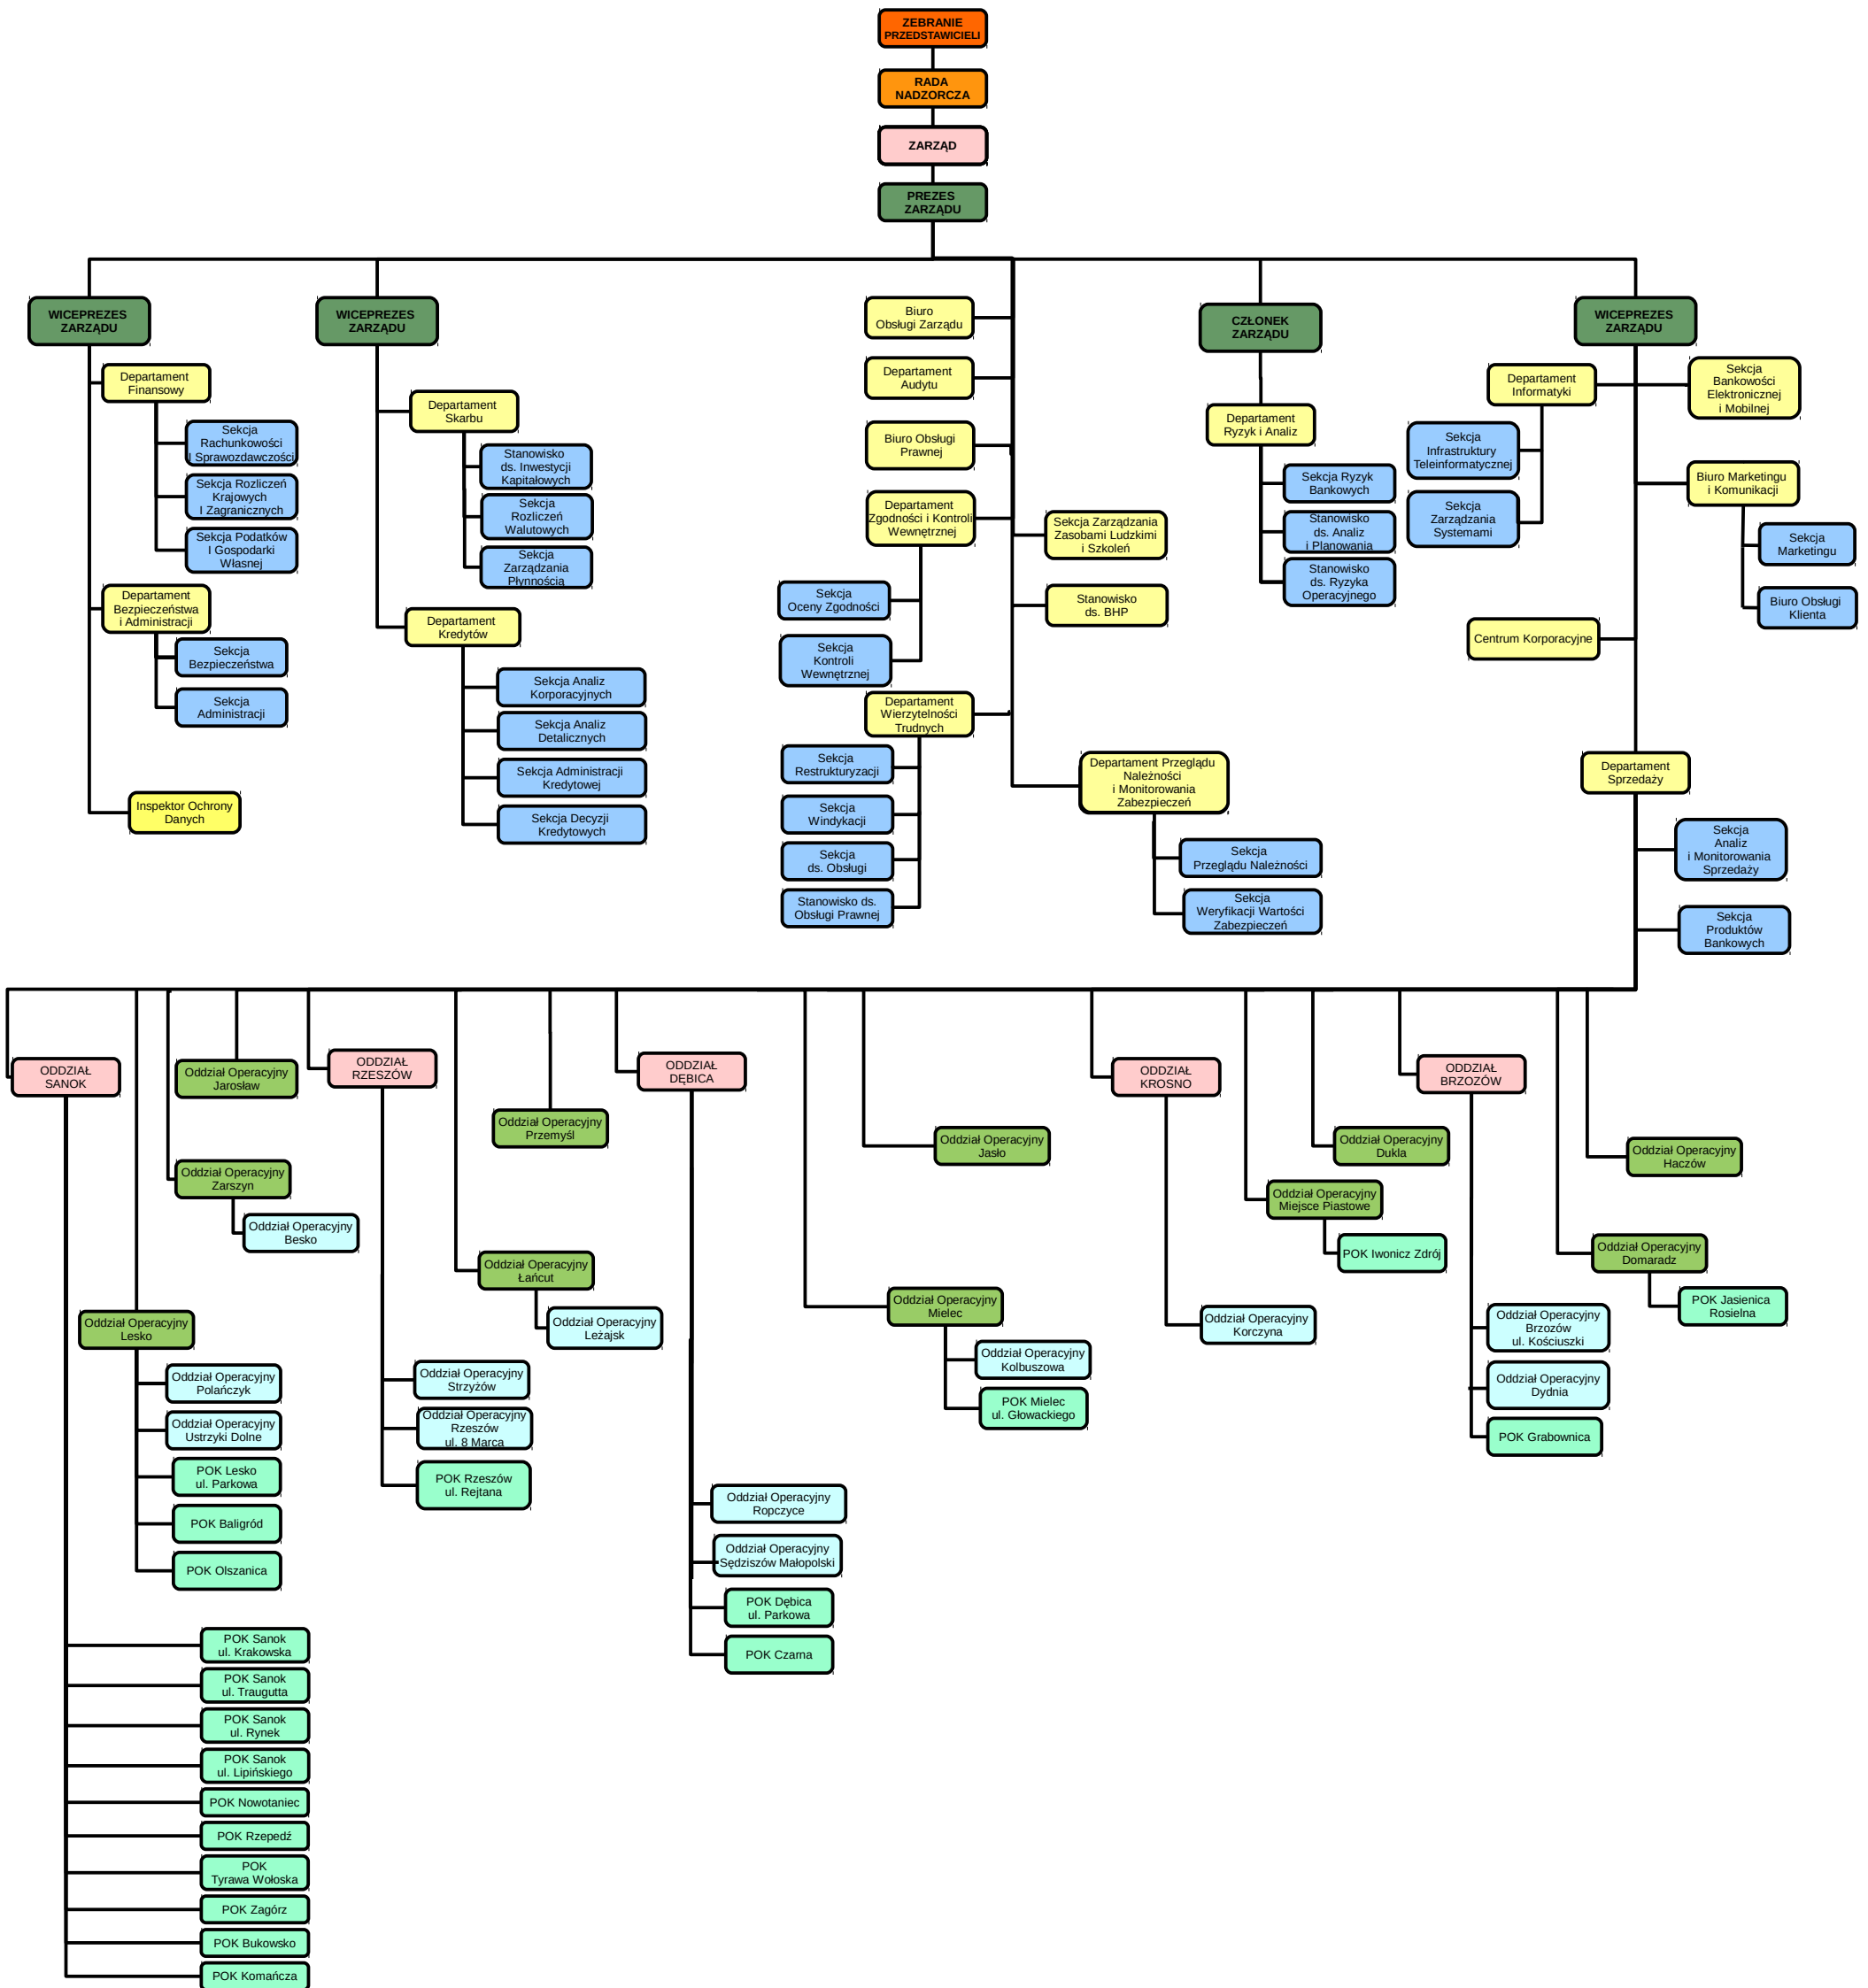 ZEBRANIE
PRZEDSTAWICIELI
RADA
NADZORCZA
ZARZĄD
PREZES
ZARZĄDU
WICEPREZES
ZARZĄDU
Departament
Finansowy
Sekcja
Rachunkowości
I Sprawozdawczości
Sekcja Rozliczeń
Krajowych
I Zagranicznych
Sekcja Podatków
I Gospodarki
Własnej
Departament
Bezpieczeństwa
i Administracji
Sekcja
Bezpieczeństwa
Sekcja
Administracji
Inspektor Ochrony
Danych
WICEPREZES
ZARZĄDU
Departament
Skarbu
Stanowisko
ds. Inwestycji
Kapitałowych
Sekcja
Rozliczeń
Walutowych
Sekcja
Zarządzania
Płynnością
Departament
Kredytów
Sekcja Analiz
Korporacyjnych
Sekcja Analiz
Detalicznych
Sekcja Administracji
Kredytowej
Sekcja Decyzji
Kredytowych
Biuro
Obsługi Zarządu
Departament
Audytu
Biuro Obsługi
Prawnej
Departament
Zgodności i Kontroli
Wewnętrznej
Sekcja
Oceny Zgodności
Sekcja
Kontroli
Wewnętrznej
Departament
Wierzytelności
Trudnych
Sekcja
Restrukturyzacji
Sekcja
Windykacji
Sekcja
ds. Obsługi
Stanowisko ds.
Obsługi Prawnej
Sekcja Zarządzania
Zasobami Ludzkimi
i Szkoleń
Stanowisko
ds. BHP
Departament Przeglądu
Należności
i Monitorowania
Zabezpieczeń
Sekcja
Przeglądu Należności
Sekcja
Weryfikacji Wartości
Zabezpieczeń
CZŁONEK
ZARZĄDU
Departament
Ryzyk i Analiz
Sekcja Ryzyk
Bankowych
Stanowisko
ds. Analiz
i Planowania
Stanowisko
ds. Ryzyka
Operacyjnego
WICEPREZES
ZARZĄDU
Departament
Informatyki
Sekcja
Infrastruktury
Teleinformatycznej
Sekcja
Zarządzania
Systemami
Sekcja
Bankowości
Elektronicznej
i Mobilnej
Biuro Marketingu
i Komunikacji
Sekcja
Marketingu
Biuro Obsługi
Klienta
Centrum Korporacyjne
Departament
Sprzedaży
Sekcja
Analiz
i Monitorowania
Sprzedaży
Sekcja
Produktów
Bankowych
ODDZIAŁ
SANOK
Oddział Operacyjny
Jarosław
Oddział Operacyjny
Zarszyn
Oddział Operacyjny
Besko
Oddział Operacyjny
Lesko
Oddział Operacyjny
Polańczyk
Oddział Operacyjny
Ustrzyki Dolne
POK Lesko
ul. Parkowa
POK Baligród
POK Olszanica
POK Sanok
ul. Krakowska
POK Sanok
ul. Traugutta
POK Sanok
ul. Rynek
POK Sanok
ul. Lipińskiego
POK Nowotaniec
POK Rzepedź
POK
Tyrawa Wołoska
POK Zagórz
POK Bukowsko
POK Komańcza
ODDZIAŁ
RZESZÓW
Oddział Operacyjny
Przemyśl
Oddział Operacyjny
Łańcut
Oddział Operacyjny
Leżajsk
Oddział Operacyjny
Strzyżów
Oddział Operacyjny
Rzeszów
ul. 8 Marca
POK Rzeszów
ul. Rejtana
ODDZIAŁ
DĘBICA
Oddział Operacyjny
Jasło
Oddział Operacyjny
Mielec
Oddział Operacyjny
Kolbuszowa
POK Mielec
ul. Głowackiego
Oddział Operacyjny
Ropczyce
Oddział Operacyjny
Sędziszów Małopolski
POK Dębica
ul. Parkowa
POK Czarna
ODDZIAŁ
KROSNO
Oddział Operacyjny
Dukla
Oddział Operacyjny
Miejsce Piastowe
POK Iwonicz Zdrój
Oddział Operacyjny
Korczyna
ODDZIAŁ
BRZOZÓW
Oddział Operacyjny
Haczów
Oddział Operacyjny
Domaradz
POK Jasienica
Rosielna
Oddział Operacyjny
Brzozów
ul. Kościuszki
Oddział Operacyjny
Dydnia
POK Grabownica